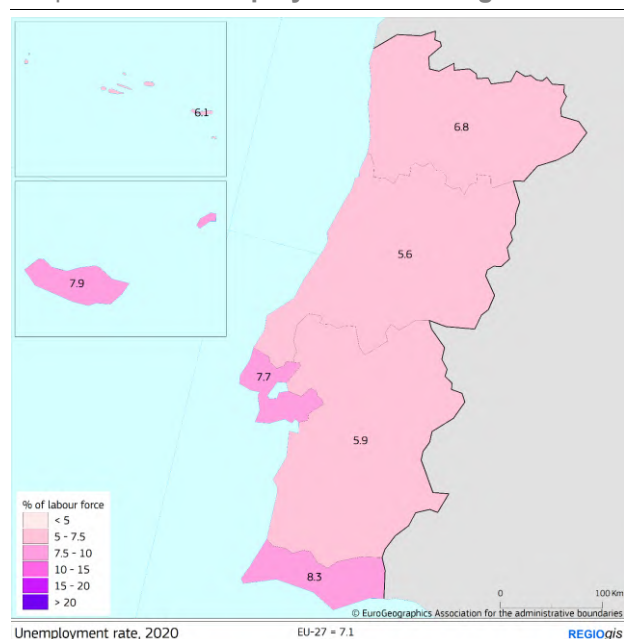 6.1
6.8
7.9
5.6
7.7
5.9
8.3
% of labour force
< 5
5 - 7.5
7.5 - 10
10 - 15
15 - 20
> 20
0 100 Km
© EuroGeographics Association for the administrative boundaries
Unemployment rate, 2020 EU-27 = 7.1 REGIOgis